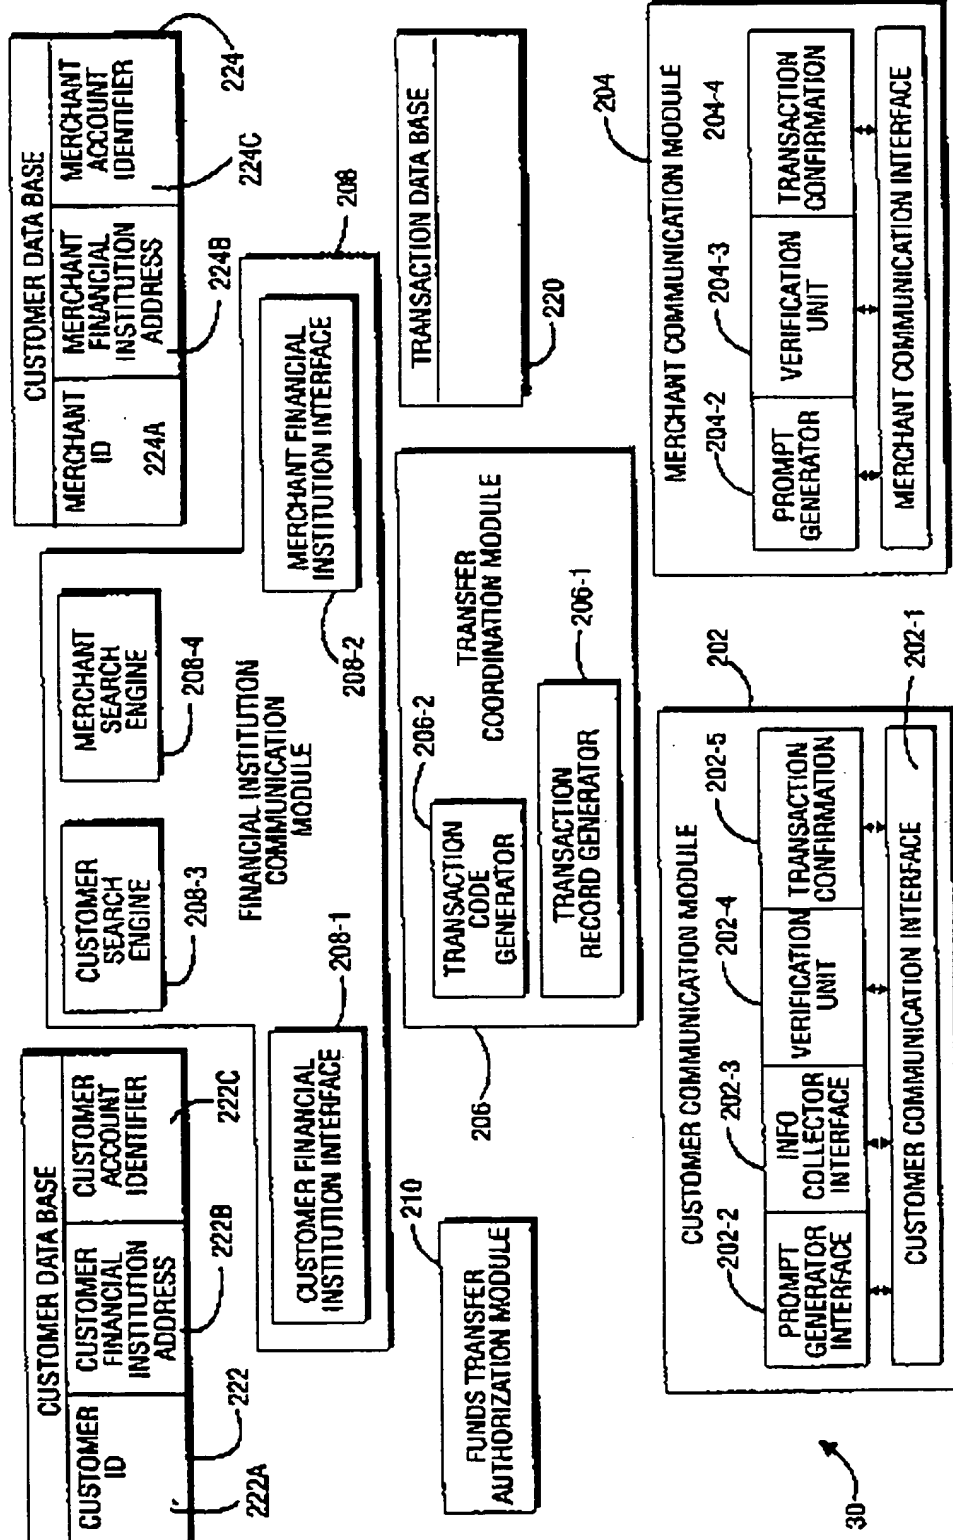 CUSTOMER DATA BASE
CUSTOMER
ID
CUSTOMER
FINANCIAL
INSTITUTION
ADDRESS
CUSTOMER
ACCOUNT
IDENTIFIER
222A
222
222B
222C
CUSTOMER
SEARCH
ENGINE
208-3
MERCHANT
SEARCH
ENGINE
208-4
CUSTOMER DATA BASE
MERCHANT
ID
224A
MERCHANT
FINANCIAL
INSTITUTION
ADDRESS
MERCHANT
ACCOUNT
IDENTIFIER
224B
224C
224
FINANCIAL INSTITUTION
COMMUNICATION
MODULE
CUSTOMER FINANCIAL
INSTITUTION INTERFACE
208-1
MERCHANT FINANCIAL
INSTITUTION INTERFACE
208-2
208
FUNDS TRANSFER
AUTHORIZATION MODULE
210
206
TRANSACTION
CODE
GENERATOR
206-2
TRANSFER
COORDINATION MODULE
TRANSACTION
RECORD GENERATOR
206-1
TRANSACTION DATA BASE
220
30
CUSTOMER COMMUNICATION MODULE
202
202-2
202-3
202-4
202-5
PROMPT
GENERATOR
INTERFACE
INFO
COLLECTOR
INTERFACE
VERIFICATION
UNIT
TRANSACTION
CONFIRMATION
CUSTOMER COMMUNICATION INTERFACE
202-1
MERCHANT COMMUNICATION MODULE
204
204-2
204-3
204-4
PROMPT
GENERATOR
VERIFICATION
UNIT
TRANSACTION
CONFIRMATION
MERCHANT COMMUNICATION INTERFACE